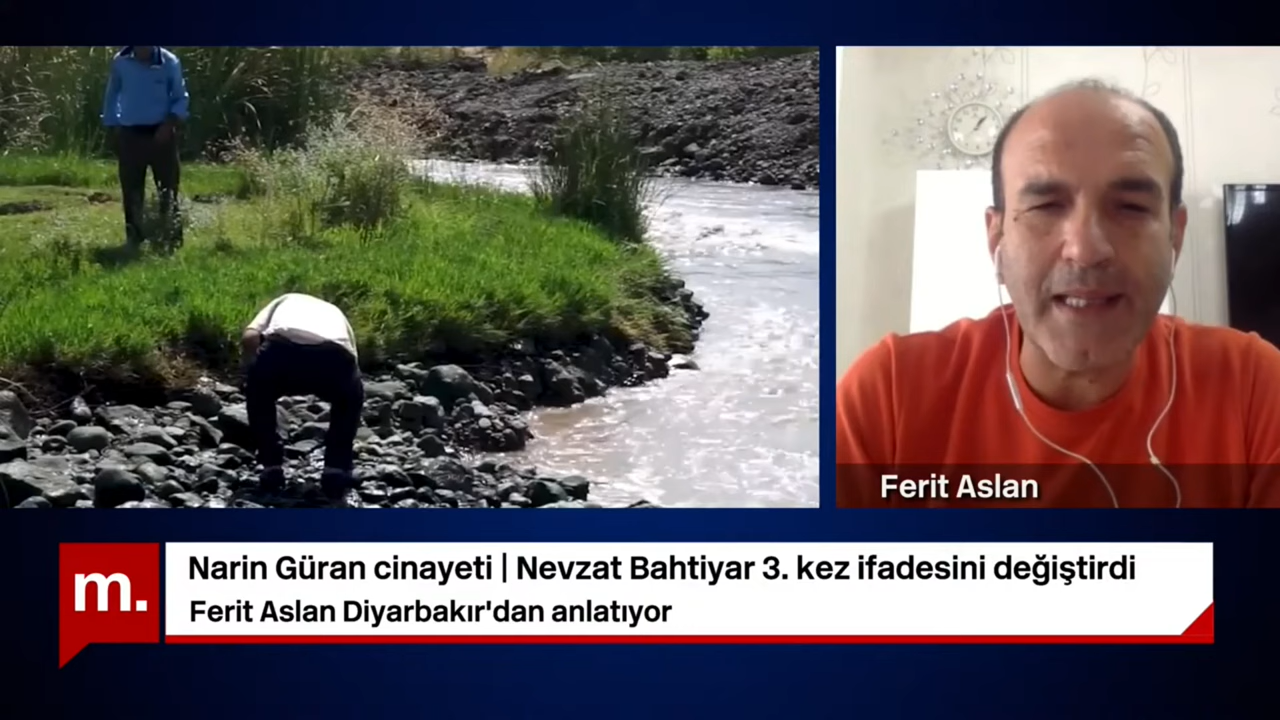 Ferit Aslan
m.
Narin Güran cinayeti | Nevzat Bahtiyar 3. kez ifadesini değiştirdi
Ferit Aslan Diyarbakır'dan anlatıyor